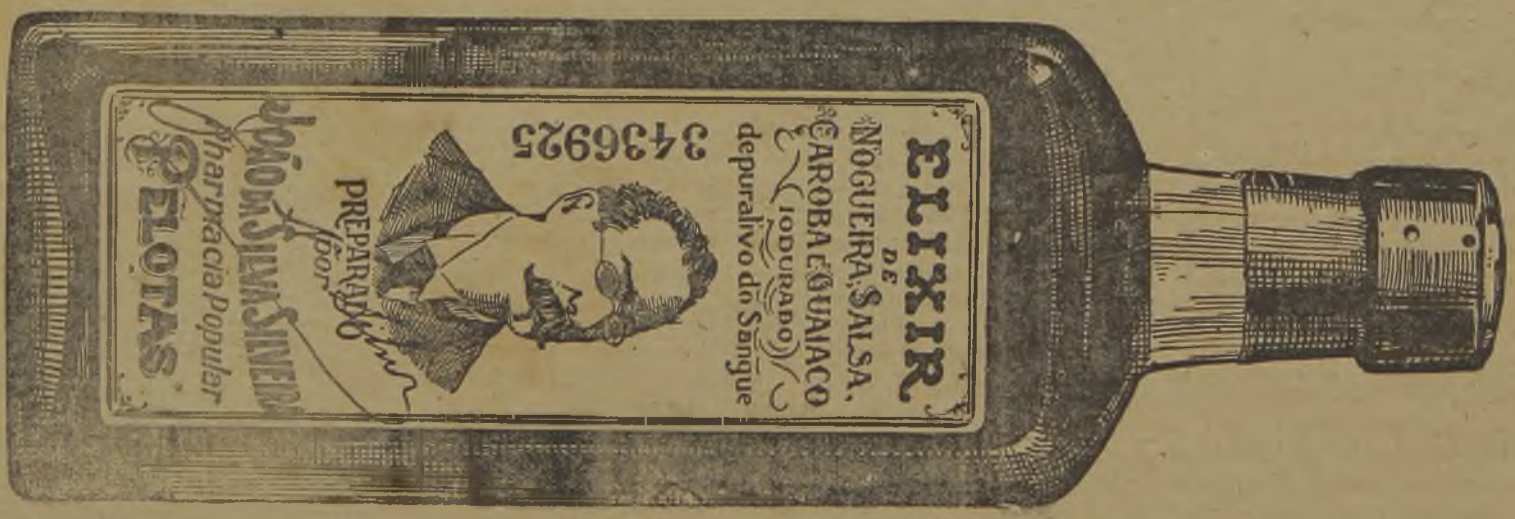 ELIXIR
DE
NOGUEIRA, SALSA,
CAROBA E GUAIACO
(IODURADO)
depurativo do Sangue
3436925
PREPARADO
por
JOÃO DA SILVA SILVEIRA
Pharmacia Popular
PELOTAS